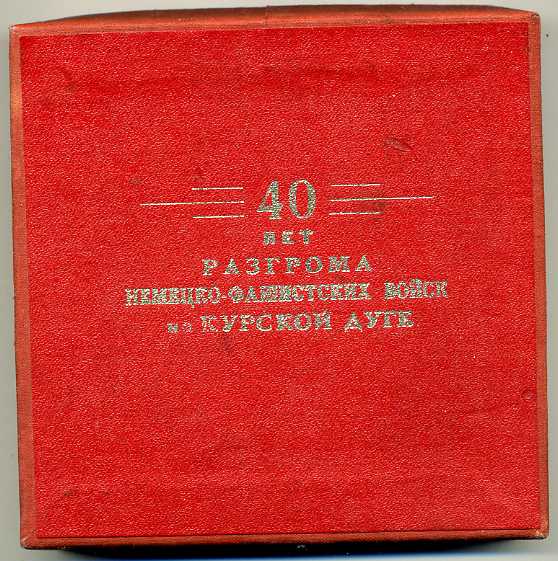 40
ЛЕТ
РАЗГРОМА
НЕМЕЦКО-ФАШИСТСКИХ ВОЙСК
на КУРСКОЙ ДУГЕ